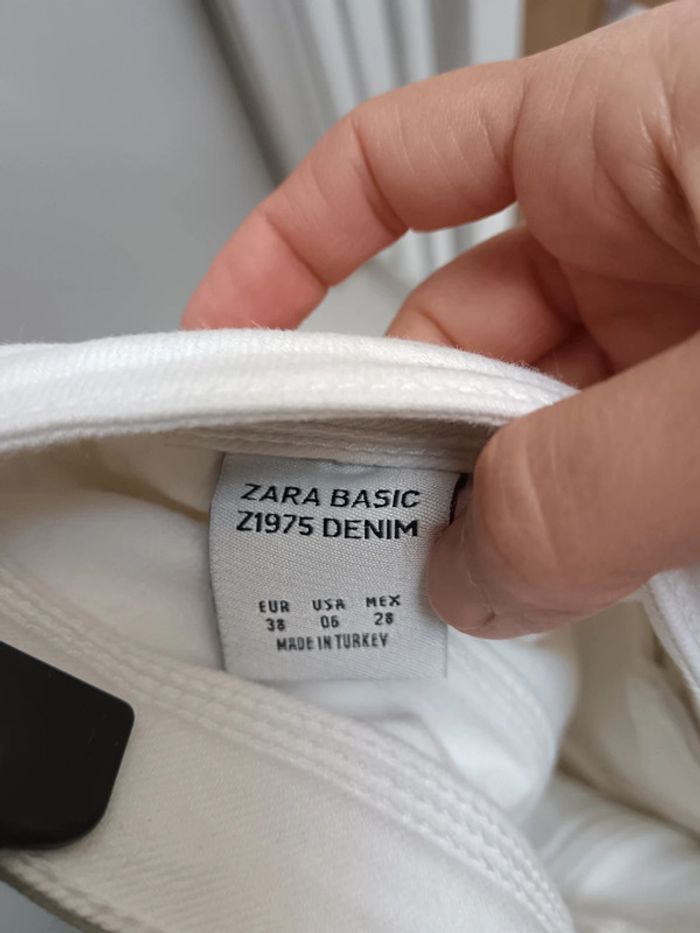 ZARA BASIC
Z1975 DENIM
EUR USA MEX
38 06 28
MADE IN TURKEY